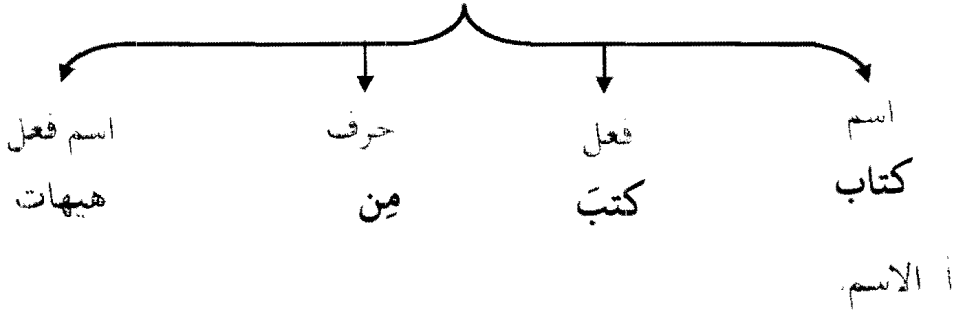 اسم فعل حرف اسم فعل
كتاب كتبَ مِن هيهات
أ الاسم.